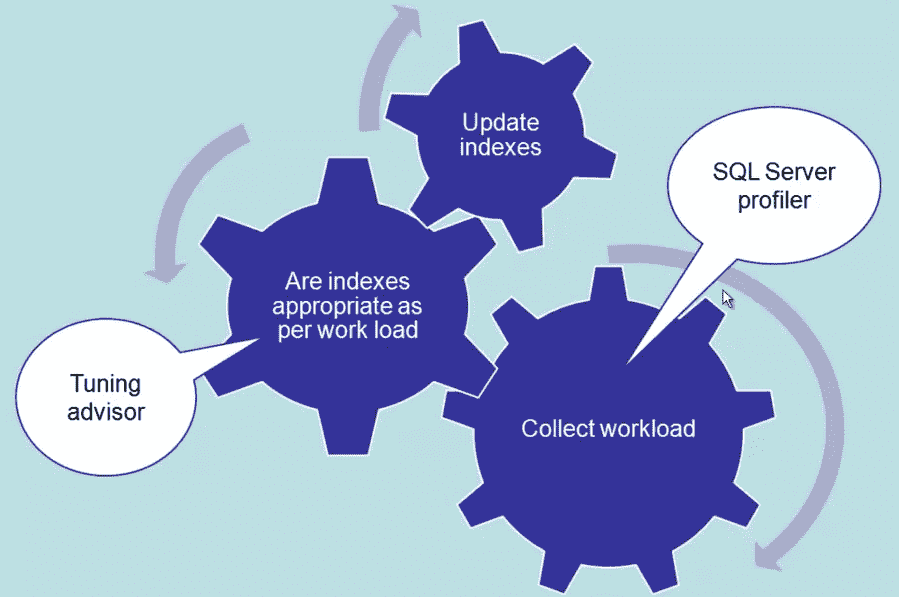 Update
indexes
SQL Server
profiler
Are indexes
appropriate as
per work load
Tuning
advisor
Collect workload